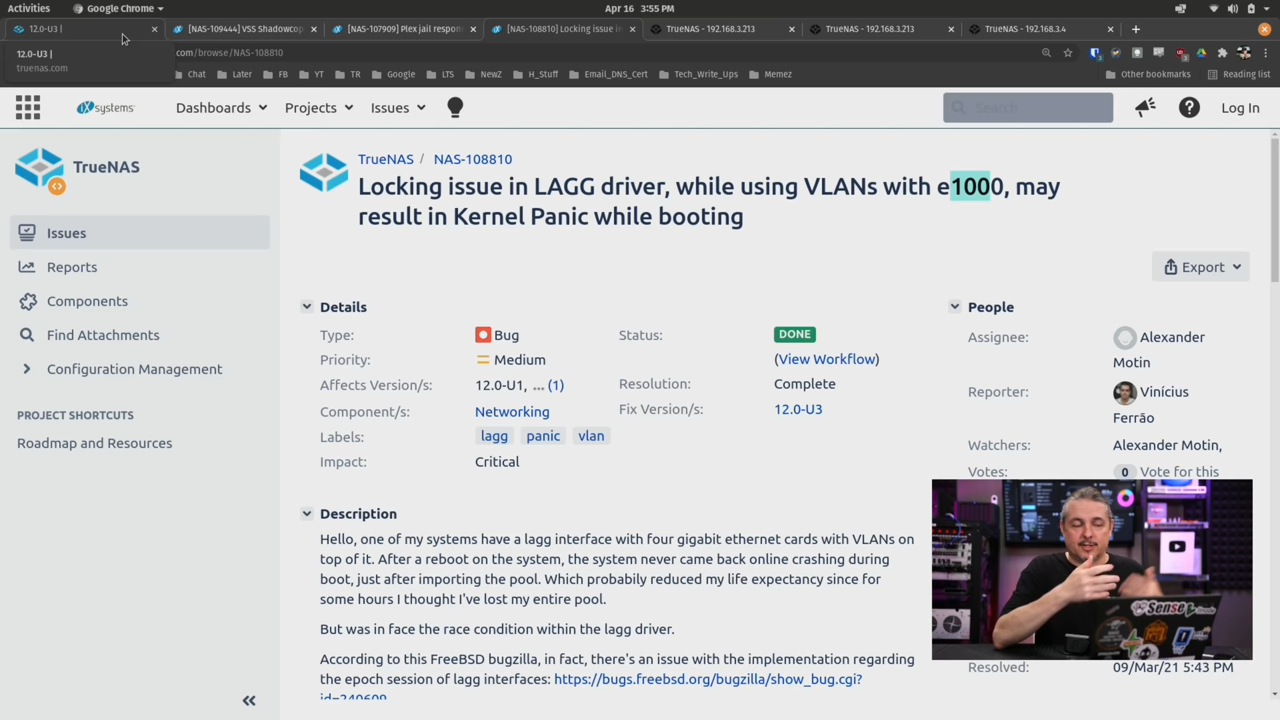 Activities
Google Chrome
Apr 16 3:55 PM
12.0-U3 |
[NAS-109444] VSS Shadowcop
[NAS-107909] Plex jail respon
[NAS-108810] Locking issue in
TrueNAS - 192.168.3.213
TrueNAS - 192.168.3.213
TrueNAS - 192.168.3.4
12.0-U3 |
truenas.com
com/browse/NAS-108810
Chat
Later
FB
YT
TR
Google
LTS
NewZ
H_Stuff
Email_DNS_Cert
Tech_Write_Ups
Memez
Other bookmarks
Reading list
iXsystems
Dashboards
Projects
Issues
Search
Log In
TrueNAS
Issues
Reports
Components
Find Attachments
Configuration Management
PROJECT SHORTCUTS
Roadmap and Resources
TrueNAS / NAS-108810
Locking issue in LAGG driver, while using VLANs with e1000, may
result in Kernel Panic while booting
Export
Details
Type: Bug
Priority: Medium
Affects Version/s: 12.0-U1, ... (1)
Component/s: Networking
Labels: lagg panic vlan
Impact: Critical
Status: DONE
(View Workflow)
Resolution: Complete
Fix Version/s: 12.0-U3
People
Assignee: Alexander
Motin
Reporter: Vinícius
Ferrão
Watchers: Alexander Motin,
Votes: 0 Vote for this
Description
Hello, one of my systems have a lagg interface with four gigabit ethernet cards with VLANs on
top of it. After a reboot on the system, the system never came back online crashing during
boot, just after importing the pool. Which probabily reduced my life expectancy since for
some hours I thought I've lost my entire pool.
But was in face the race condition within the lagg driver.
According to this FreeBSD bugzilla, in fact, there's an issue with the implementation regarding
the epoch session of lagg interfaces: https://bugs.freebsd.org/bugzilla/show_bug.cgi?
id=240609
Resolved: 09/Mar/21 5:43 PM